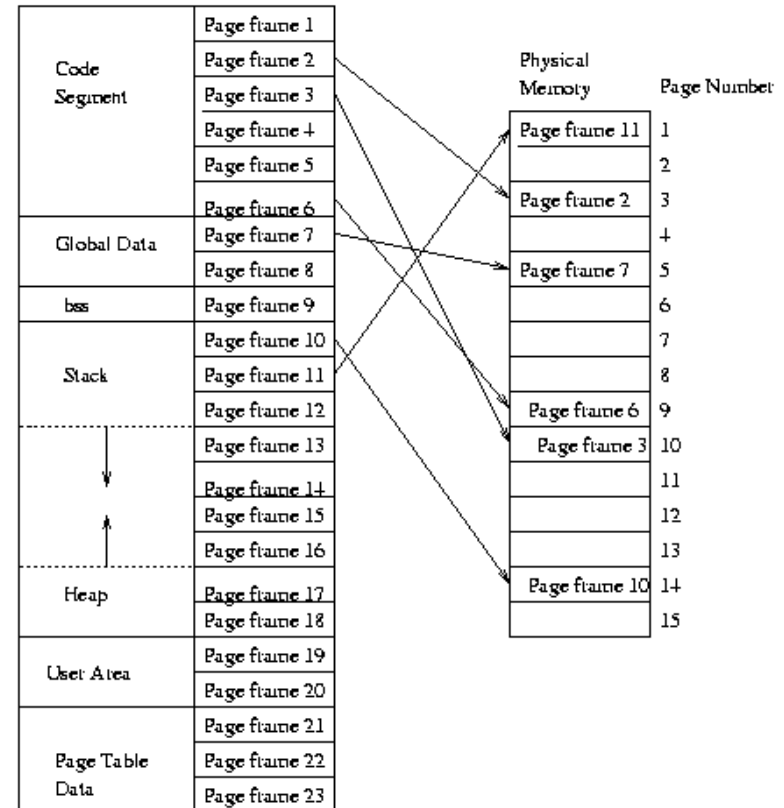 Code
Segment
Page frame 1
Page frame 2
Page frame 3
Page frame 4
Page frame 5
Page frame 6
Global Data
Page frame 7
Page frame 8
bss
Page frame 9
Stack
Page frame 10
Page frame 11
Page frame 12
Page frame 13
Page frame 14
Page frame 15
Page frame 16
Heap
Page frame 17
Page frame 18
User Area
Page frame 19
Page frame 20
Page Table
Data
Page frame 21
Page frame 22
Page frame 23
Physical
Memory
Page Number
Page frame 11 1
2
Page frame 2 3
4
Page frame 7 5
6
7
8
Page frame 6 9
Page frame 3 10
11
12
13
Page frame 10 14
15